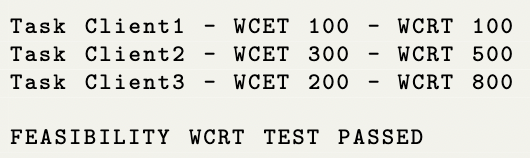 Task Client1 - WCET 100 - WCRT 100
Task Client2 - WCET 300 - WCRT 500
Task Client3 - WCET 200 - WCRT 800
FEASIBILITY WCRT TEST PASSED